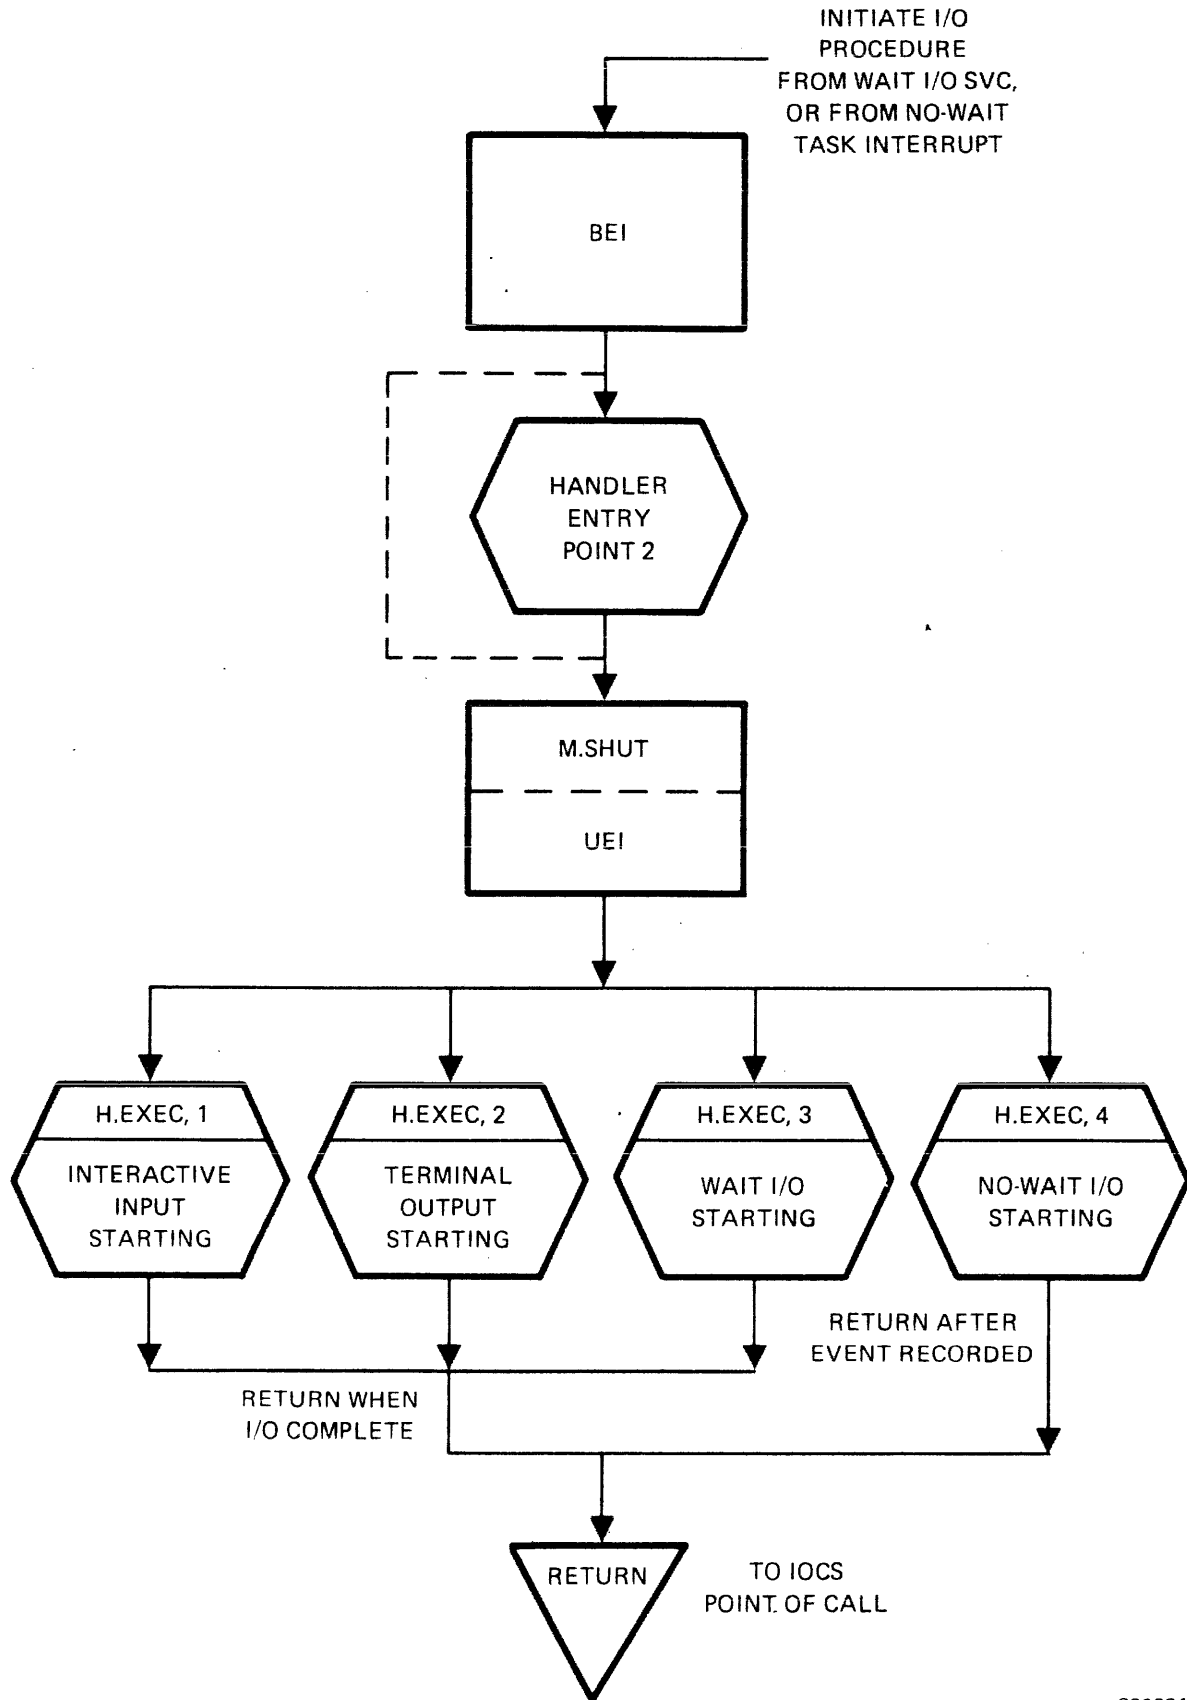 INITIATE I/O
PROCEDURE
FROM WAIT I/O SVC,
OR FROM NO-WAIT
TASK INTERRUPT
BEI
HANDLER
ENTRY
POINT 2
M.SHUT
UEI
H.EXEC, 1
INTERACTIVE
INPUT
STARTING
H.EXEC, 2
TERMINAL
OUTPUT
STARTING
H.EXEC, 3
WAIT I/O
STARTING
H.EXEC, 4
NO-WAIT I/O
STARTING
RETURN AFTER
EVENT RECORDED
RETURN WHEN
I/O COMPLETE
RETURN
TO IOCS
POINT OF CALL